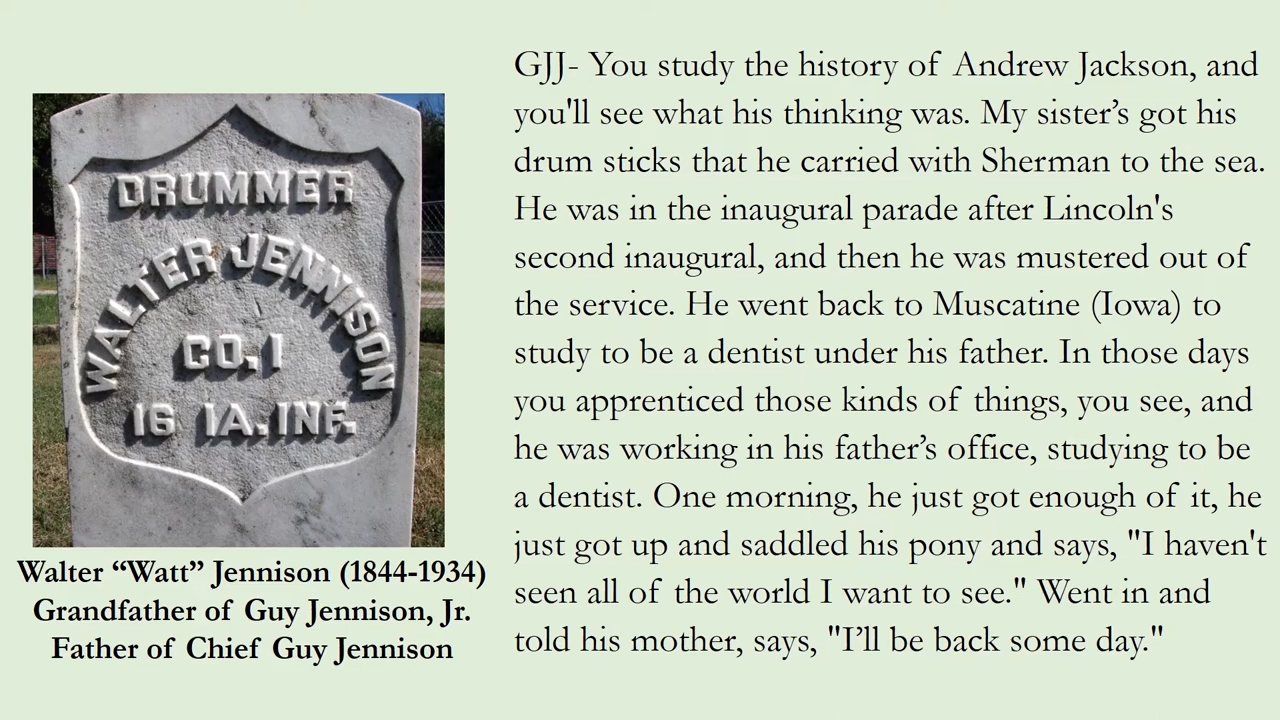 DRUMMER
WALTER JENNISON
CO. I
16 IA. INF.
Walter “Watt” Jennison (1844-1934)
Grandfather of Guy Jennison, Jr.
Father of Chief Guy Jennison
GJJ- You study the history of Andrew Jackson, and
you'll see what his thinking was. My sister’s got his
drum sticks that he carried with Sherman to the sea.
He was in the inaugural parade after Lincoln's
second inaugural, and then he was mustered out of
the service. He went back to Muscatine (Iowa) to
study to be a dentist under his father. In those days
you apprenticed those kinds of things, you see, and
he was working in his father’s office, studying to be
a dentist. One morning, he just got enough of it, he
just got up and saddled his pony and says, "I haven't
seen all of the world I want to see." Went in and
told his mother, says, "I’ll be back some day."